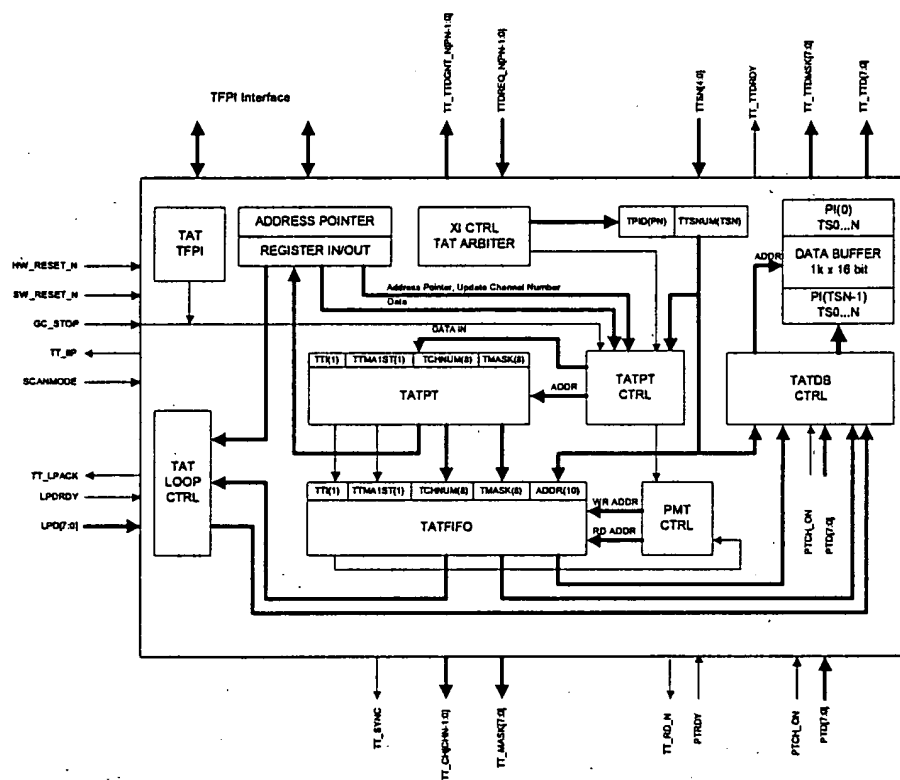 TFPI Interface
TT_TTDGNT_N[PN-1:0]
TTDREQ_N[PN-1:0]
TTSN[4:0]
TT_TTDRDY
TT_TTDMSK[7:0]
TT_TTD[7:0]
TAT
TFPI
ADDRESS POINTER
REGISTER IN/OUT
XI CTRL
TAT ARBITER
TPID(PN)
TTSNUM(TSN)
PI(0)
TS0...N
DATA BUFFER
1k x 16 bit
PI(TSN-1)
TS0...N
ADDR
HW_RESET_N
SW_RESET_N
GC_STOP
TT_IIP
SCANMODE
Address Pointer, Update Channel Number
Data
DATA IN
TTI(1)
TTMA1ST(1)
TCHNUM(8)
TMASK(8)
TATPT
ADDR
TATPT
CTRL
TATDB
CTRL
TAT
LOOP
CTRL
TT_LPACK
LPDRDY
LPD[7:0]
TTI(1)
TTMA1ST(1)
TCHNUM(8)
TMASK(8)
ADDR(10)
TATFIFO
WR ADDR
RD ADDR
PMT
CTRL
PTCH_ON
PTD[7:0]
TT_SYNC
TT_CH[CHN-1:0]
TT_MASK[7:0]
TT_RD_N
PTRDY
PTCH_ON
PTD[7:0]